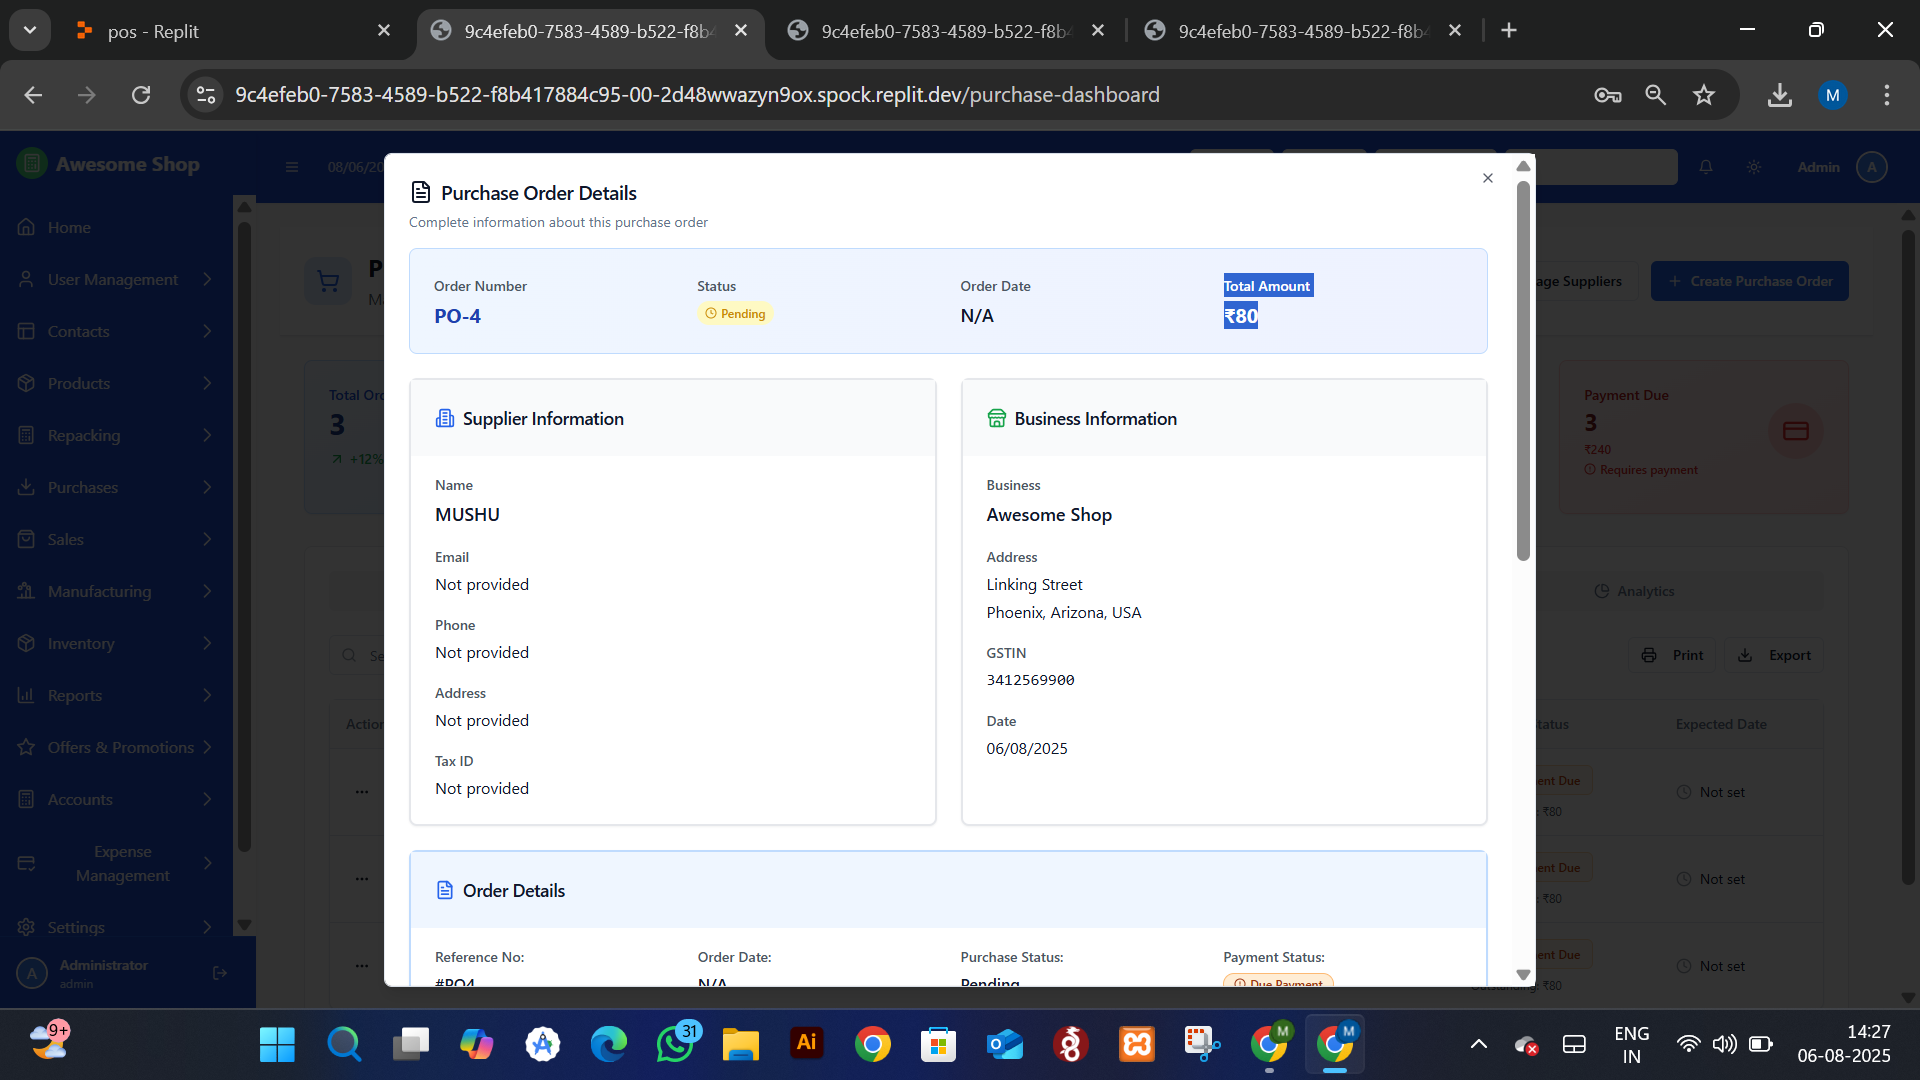 pos - Replit
9c4efeb0-7583-4589-b522-f8b4
9c4efeb0-7583-4589-b522-f8b4
9c4efeb0-7583-4589-b522-f8b4
9c4efeb0-7583-4589-b522-f8b417884c95-00-2d48wwazyn9ox.spock.replit.dev/purchase-dashboard
M
Awesome Shop
08/06/20
Admin
A
Home
User Management
Contacts
Products
Repacking
Purchases
Sales
Manufacturing
Inventory
Reports
Offers & Promotions
Accounts
Expense
Management
Settings
A
Administrator
admin
P
M
age Suppliers
Create Purchase Order
Total Ord
3
+12%
Payment Due
3
₹240
Requires payment
Analytics
Se
Print
Export
Action
tatus
Expected Date
ent Due
: ₹80
Not set
ent Due
: ₹80
Not set
ent Due
Outstanding: ₹80
Not set
Purchase Order Details
Complete information about this purchase order
Order Number
PO-4
Status
Pending
Order Date
N/A
Total Amount
₹80
Supplier Information
Name
MUSHU
Email
Not provided
Phone
Not provided
Address
Not provided
Tax ID
Not provided
Business Information
Business
Awesome Shop
Address
Linking Street
Phoenix, Arizona, USA
GSTIN
3412569900
Date
06/08/2025
Order Details
Reference No:
#PO4
Order Date:
N/A
Purchase Status:
Pending
Payment Status:
Due Payment
9+
31
Ai
M
M
ENG
IN
14:27
06-08-2025